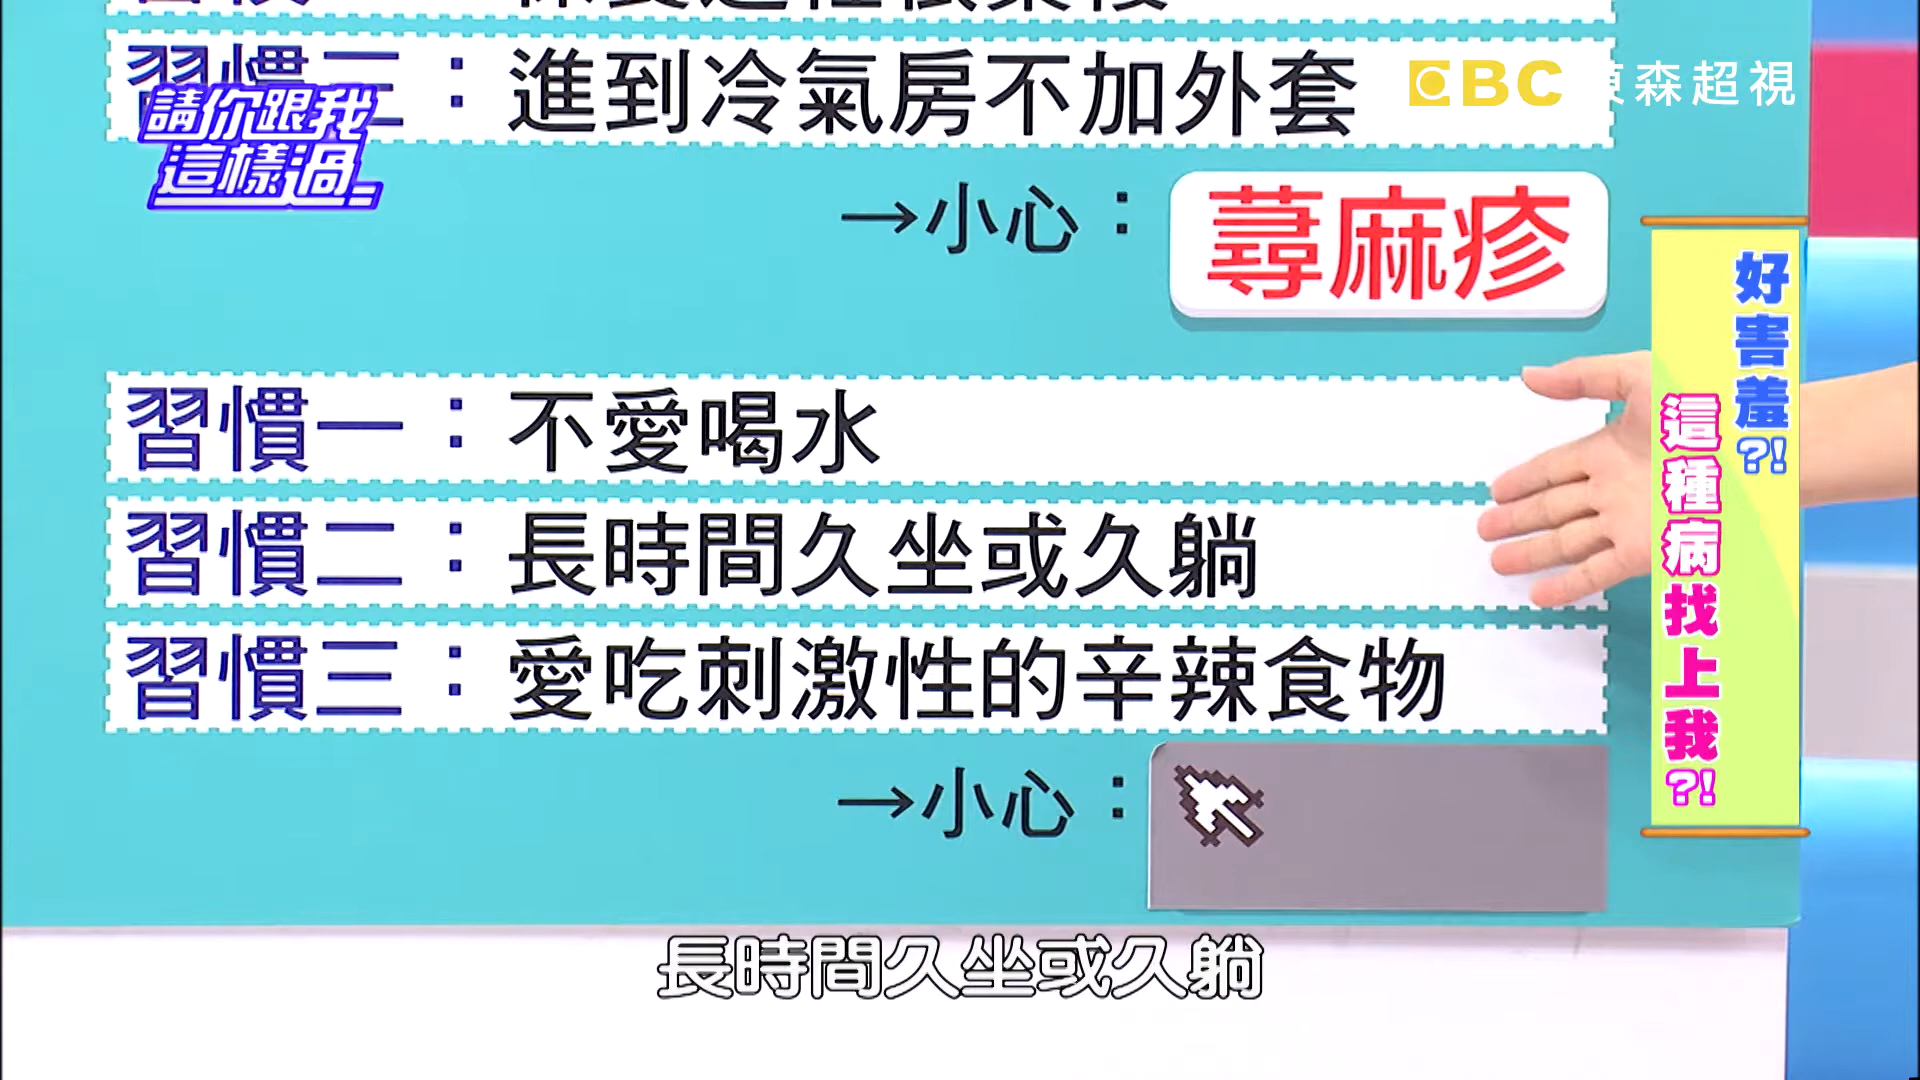 習慣三：進到冷氣房不加外套
EBC 東森超視
請你跟我
這樣過
→小心：蕁麻疹
習慣一：不愛喝水
習慣二：長時間久坐或久躺
習慣三：愛吃刺激性的辛辣食物
→小心：
好害羞?!
這種病找上我?!
長時間久坐或久躺